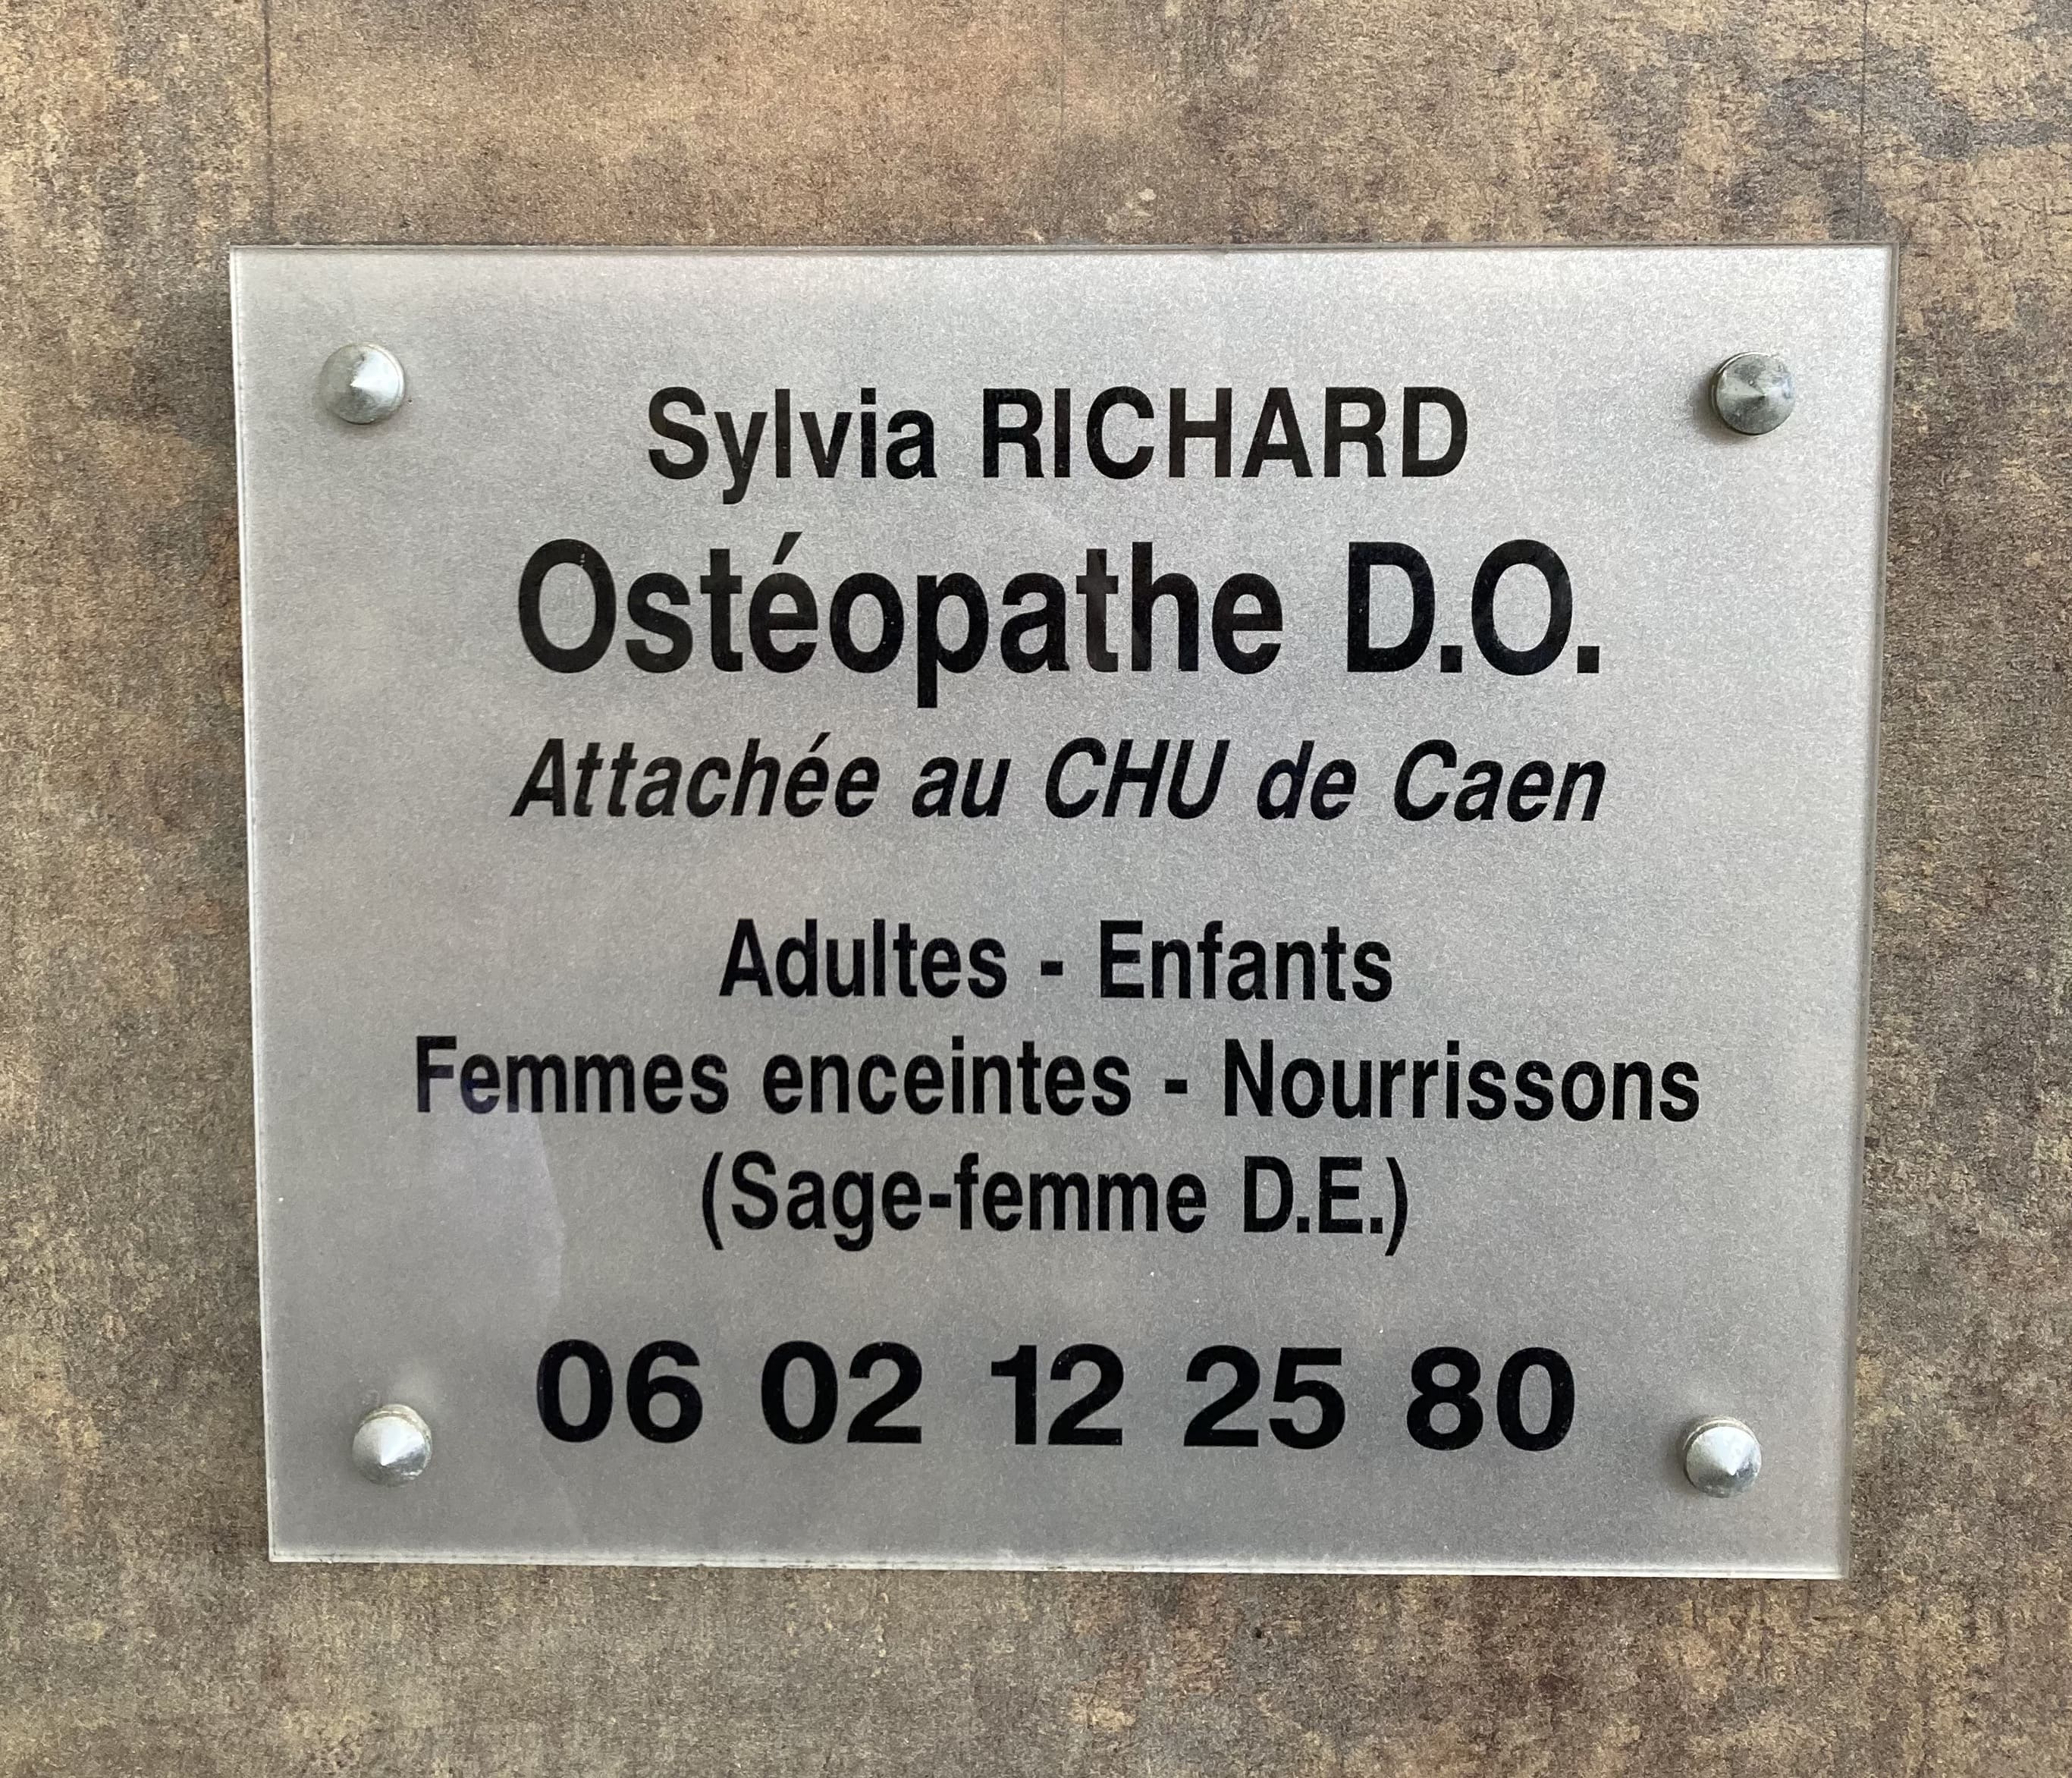 Sylvia RICHARD
Ostéopathe D.O.
Attachée au CHU de Caen
Adultes - Enfants
Femmes enceintes - Nourrissons
(Sage-femme D.E.)
06 02 12 25 80